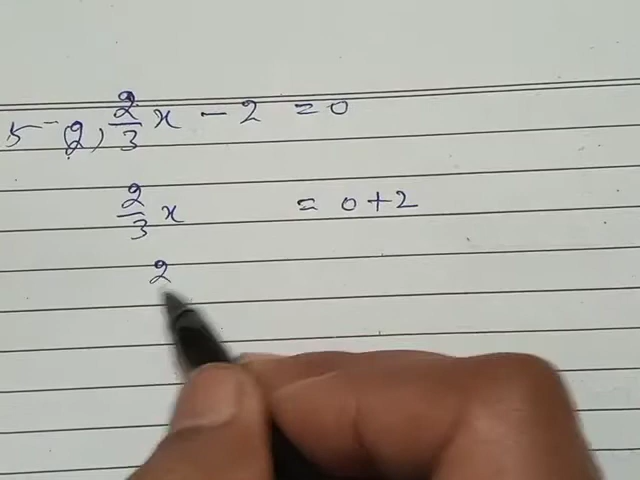 5- (2) 2/3 x - 2 = 0
2/3 x = 0 + 2
2